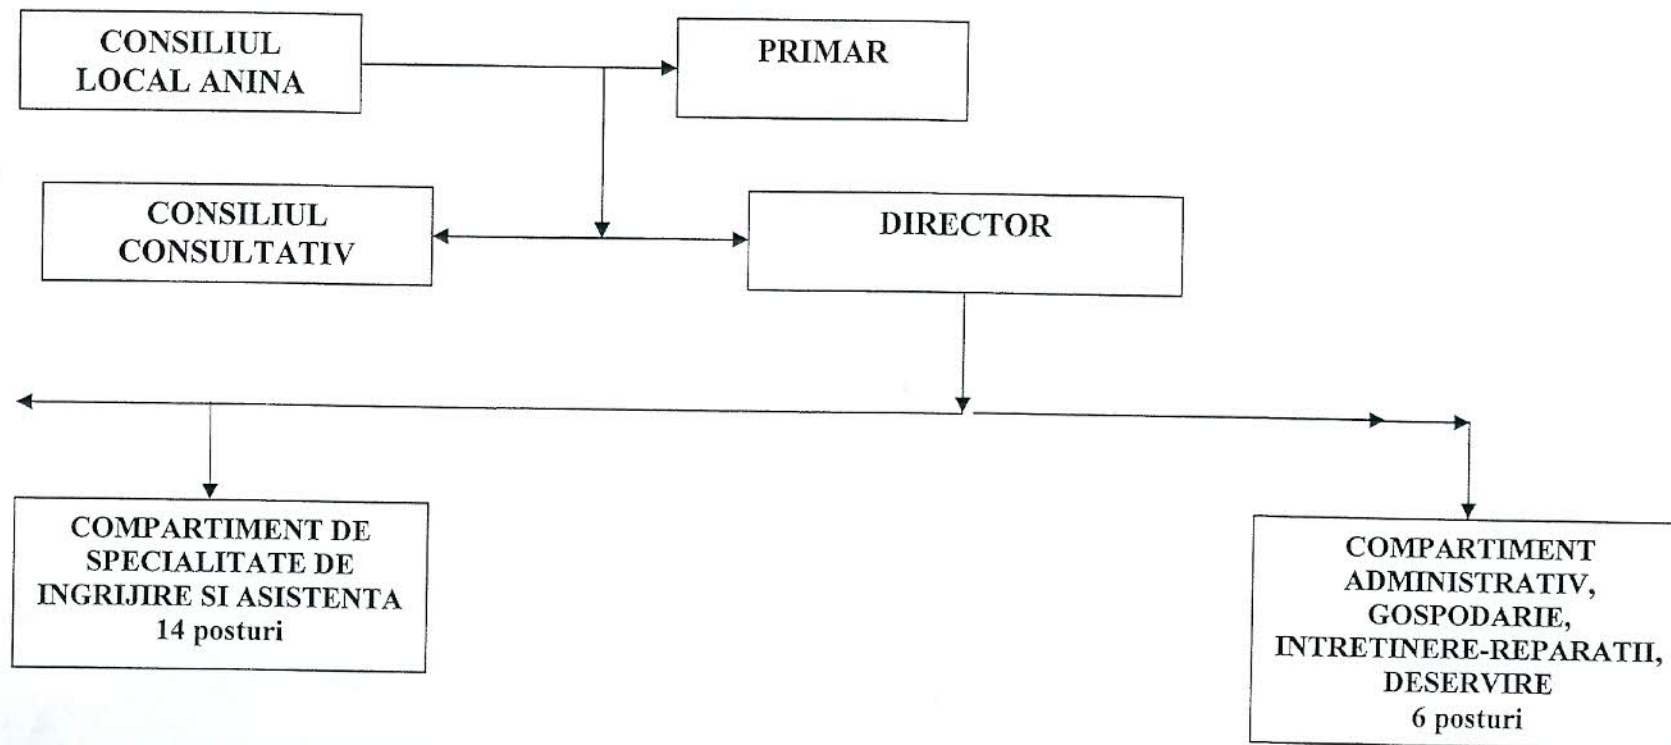 CONSILIUL
LOCAL ANINA
PRIMAR
CONSILIUL
CONSULTATIV
DIRECTOR
COMPARTIMENT DE
SPECIALITATE DE
INGRIJIRE SI ASISTENTA
14 posturi
COMPARTIMENT
ADMINISTRATIV,
GOSPODARIE,
INTRETINERE-REPARATII,
DESERVIRE
6 posturi